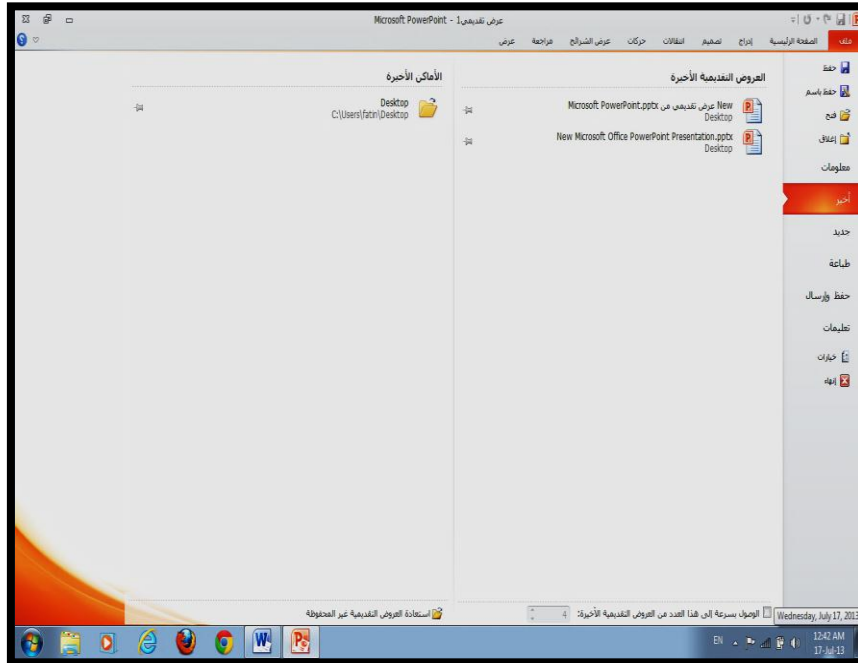 عرض تقديمي1 - Microsoft PowerPoint
ملف الصفحة الرئيسية إدراج تصميم انتقالات حركات عرض الشرائح مراجعة عرض
حفظ
حفظ باسم
فتح
إغلاق
معلومات
أخير
جديد
طباعة
حفظ وإرسال
تعليمات
خيارات
إنهاء
العروض التقديمية الأخيرة
New عرض تقديمي من Microsoft PowerPoint.pptx
Desktop
New Microsoft Office PowerPoint Presentation.pptx
Desktop
الأماكن الأخيرة
Desktop
C:\Users\fatin\Desktop
الوصول بسرعة إلى هذا العدد من العروض التقديمية الأخيرة: 4
استعادة العروض التقديمية غير المحفوظة
Wednesday, July 17, 2013
EN
12:42 AM
17-Jul-13